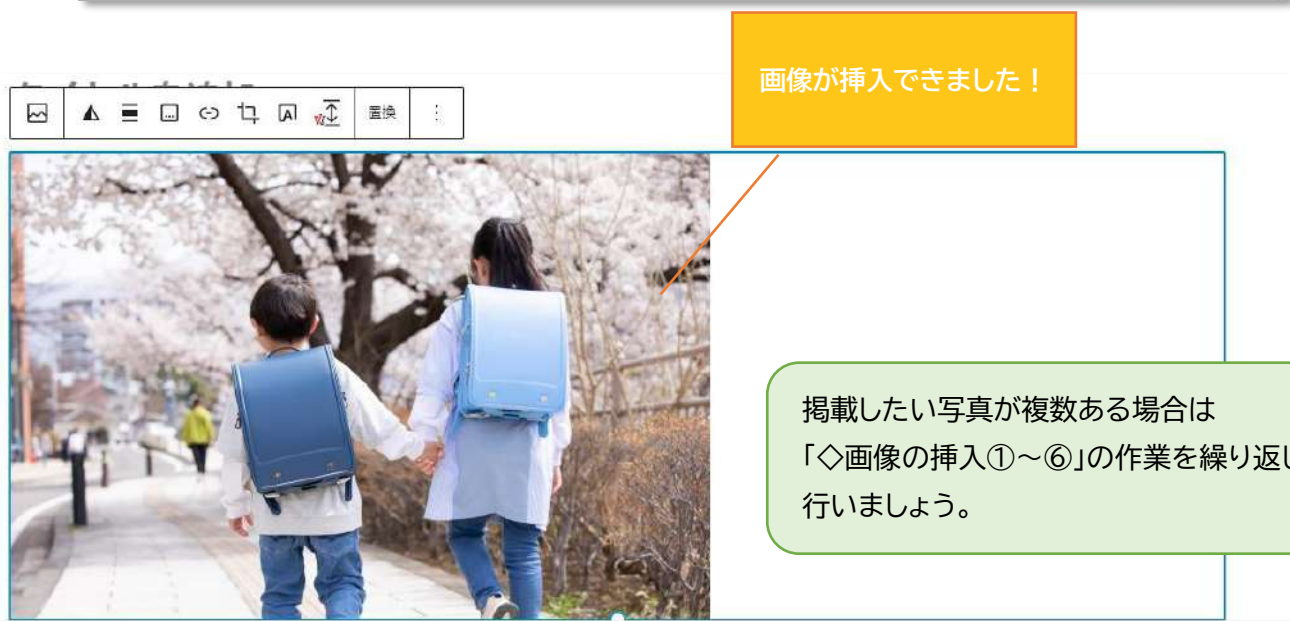 画像が挿入できました！
置換
掲載したい写真が複数ある場合は
「◇画像の挿入①～⑥」の作業を繰り返し
行いましょう。